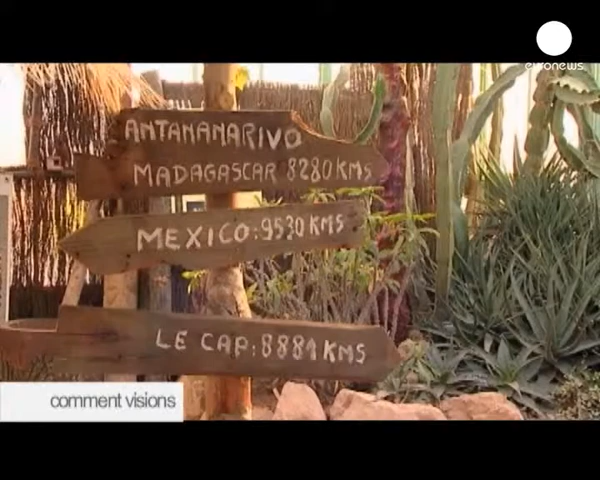 euronews
ANTANANARIVO
MADAGASCAR 8280 KMS
MEXICO: 9530 KMS
LE CAP: 8881 KMS
comment visions